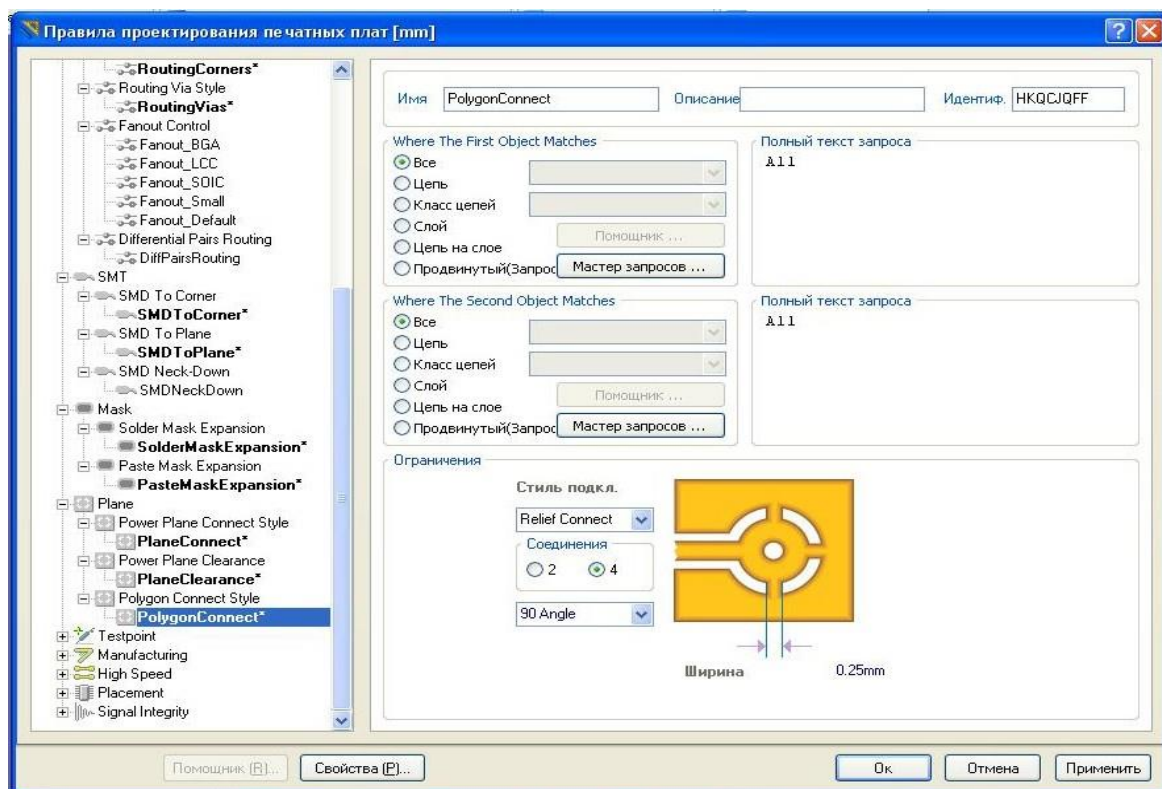 Правила проектирования печатных плат [mm]
RoutingCorners*
Routing Via Style
RoutingVias*
Fanout Control
Fanout_BGA
Fanout_LCC
Fanout_SOIC
Fanout_Small
Fanout_Default
Differential Pairs Routing
DiffPairsRouting
SMT
SMD To Corner
SMDToCorner*
SMD To Plane
SMDToPlane*
SMD Neck-Down
SMDNeckDown
Mask
Solder Mask Expansion
SolderMaskExpansion*
Paste Mask Expansion
PasteMaskExpansion*
Plane
Power Plane Connect Style
PlaneConnect*
Power Plane Clearance
PlaneClearance*
Polygon Connect Style
PolygonConnect*
Testpoint
Manufacturing
High Speed
Placement
Signal Integrity
Имя PolygonConnect Описание Идентиф. HKQCJQFF
Where The First Object Matches
Все
Цепь
Класс цепей
Слой
Цепь на слое
Продвинутый(Запрос
Помощник ...
Мастер запросов ...
Полный текст запроса
All
Where The Second Object Matches
Все
Цепь
Класс цепей
Слой
Цепь на слое
Продвинутый(Запрос
Помощник ...
Мастер запросов ...
Полный текст запроса
All
Ограничения
Стиль подкл.
Relief Connect
Соединения
2 4
90 Angle
Ширина 0.25mm
Помощник (R)... Свойства (P)... Ок Отмена Применить